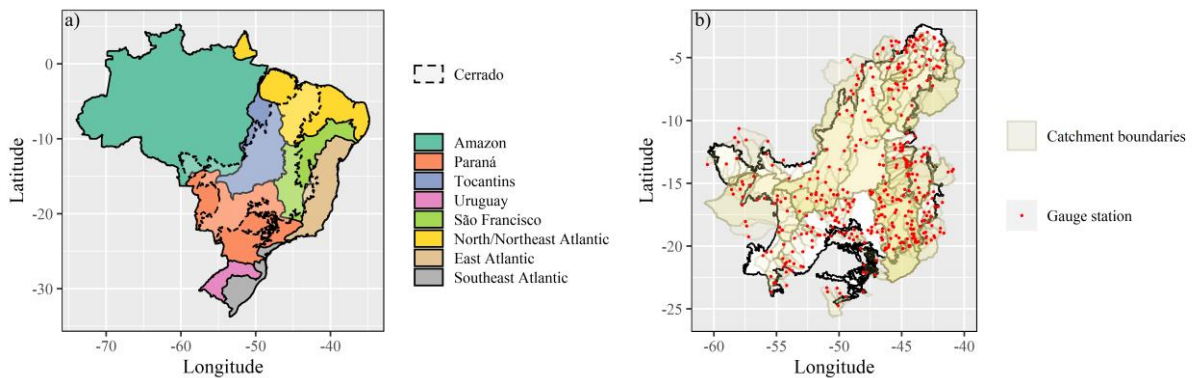 a)
Latitude
0
-10
-20
-30
-70
-60
-50
-40
Longitude
Cerrado
Amazon
Paraná
Tocantins
Uruguay
São Francisco
North/Northeast Atlantic
East Atlantic
Southeast Atlantic
b)
Latitude
-5
-10
-15
-20
-25
-60
-55
-50
-45
-40
Longitude
Catchment boundaries
Gauge station